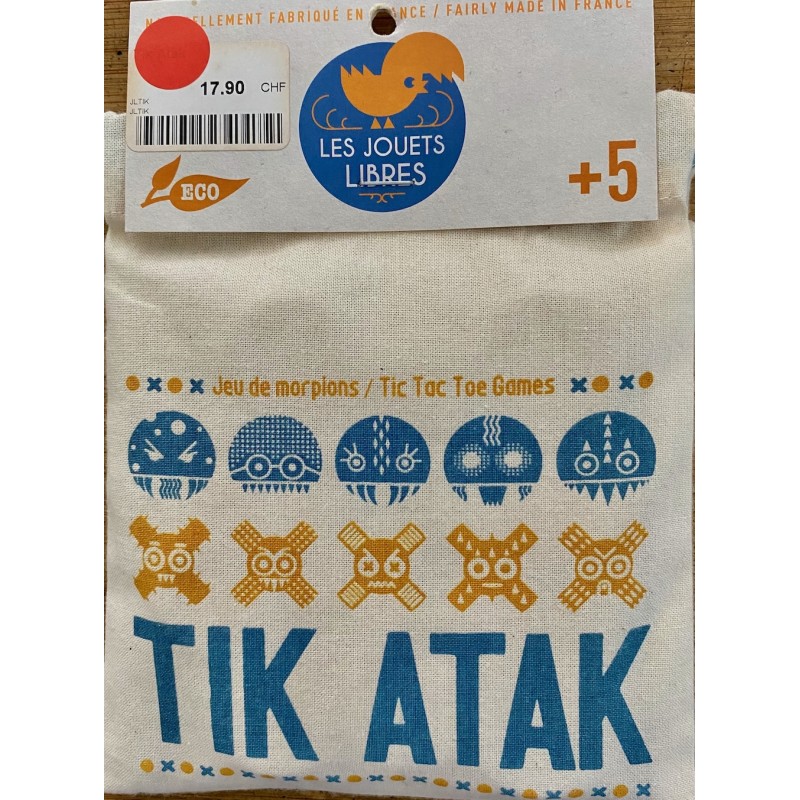 FABRIQUÉ EN FRANCE / FAIRLY MADE IN FRANCE
17.90 CHF
JLTIK
JLTIK
LES JOUETS
LIBRES
ECO
+5
Jeu de morpions / Tic Tac Toe Games
TIK ATAK